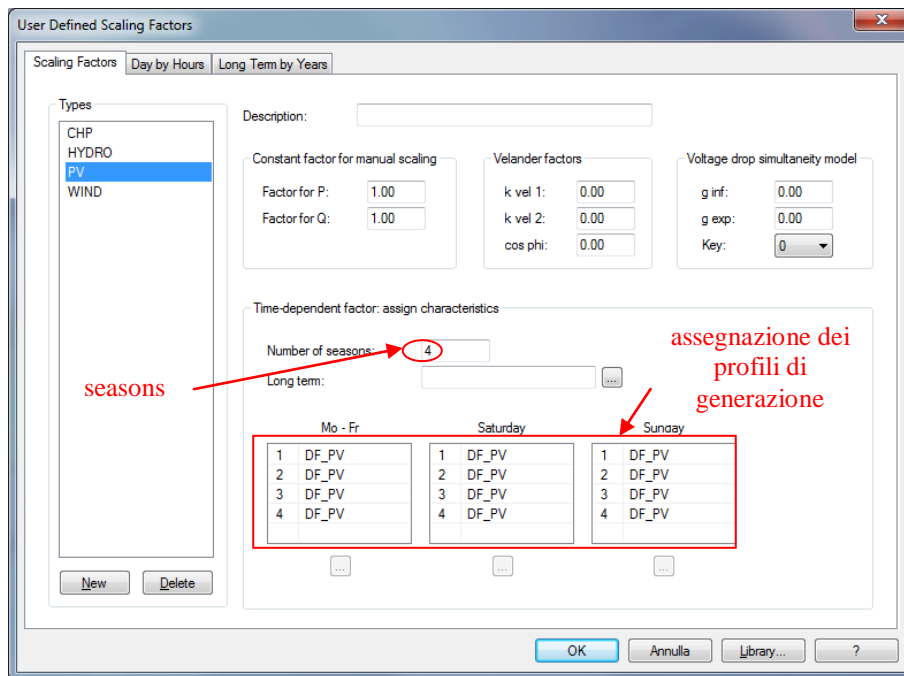 User Defined Scaling Factors
Scaling Factors
Day by Hours
Long Term by Years
Types
CHP
HYDRO
PV
WIND
New
Delete
Description:
Constant factor for manual scaling
Factor for P: 1.00
Factor for Q: 1.00
Velander factors
k vel 1: 0.00
k vel 2: 0.00
cos phi: 0.00
Voltage drop simultaneity model
g inf: 0.00
g exp: 0.00
Key: 0
Time-dependent factor: assign characteristics
Number of seasons: 4
Long term:
...
seasons
assegnazione dei
profili di
generazione
Mo - Fr
1 DF_PV
2 DF_PV
3 DF_PV
4 DF_PV
...
Saturday
1 DF_PV
2 DF_PV
3 DF_PV
4 DF_PV
...
Sunday
1 DF_PV
2 DF_PV
3 DF_PV
4 DF_PV
...
OK
Annulla
Library...
?